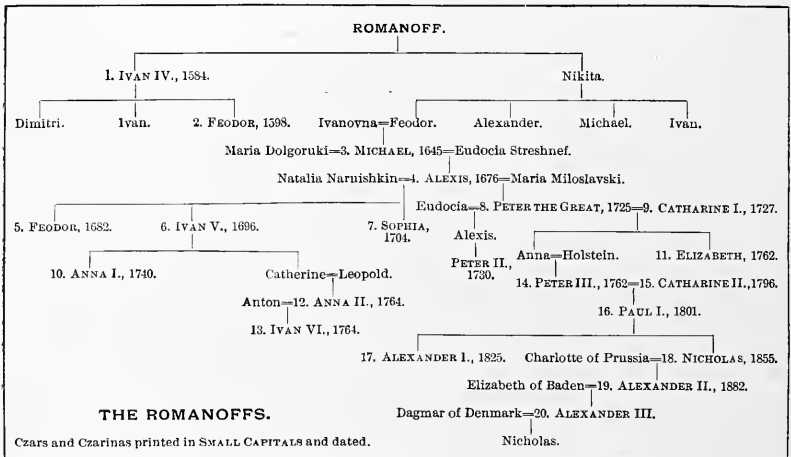 ROMANOFF.
1. IVAN IV., 1584. Nikita.
Dimitri. Ivan. 2. FEODOR, 1598. Ivanovna=Feodor. Alexander. Michael. Ivan.
Maria Dolgoruki=3. MICHAEL, 1645=Eudocia Streshnef.
Natalia Naruishkin=4. ALEXIS, 1676=Maria Miloslavski.
5. FEODOR, 1682. 6. IVAN V., 1696. 7. SOPHIA, 1704. Eudocia=8. PETER THE GREAT, 1725=9. CATHARINE I., 1727.
Alexis.
PETER II., 1730. Anna=Holstein. 11. ELIZABETH, 1762.
10. ANNA I., 1740. Catherine=Leopold.
14. PETER III., 1762=15. CATHARINE II., 1796.
Anton=12. ANNA II., 1764.
16. PAUL I., 1801.
13. IVAN VI., 1764.
17. ALEXANDER I., 1825. Charlotte of Prussia=18. NICHOLAS, 1855.
Elizabeth of Baden=19. ALEXANDER II., 1882.
THE ROMANOFFS. Dagmar of Denmark=20. ALEXANDER III.
Czars and Czarinas printed in SMALL CAPITALS and dated. Nicholas.